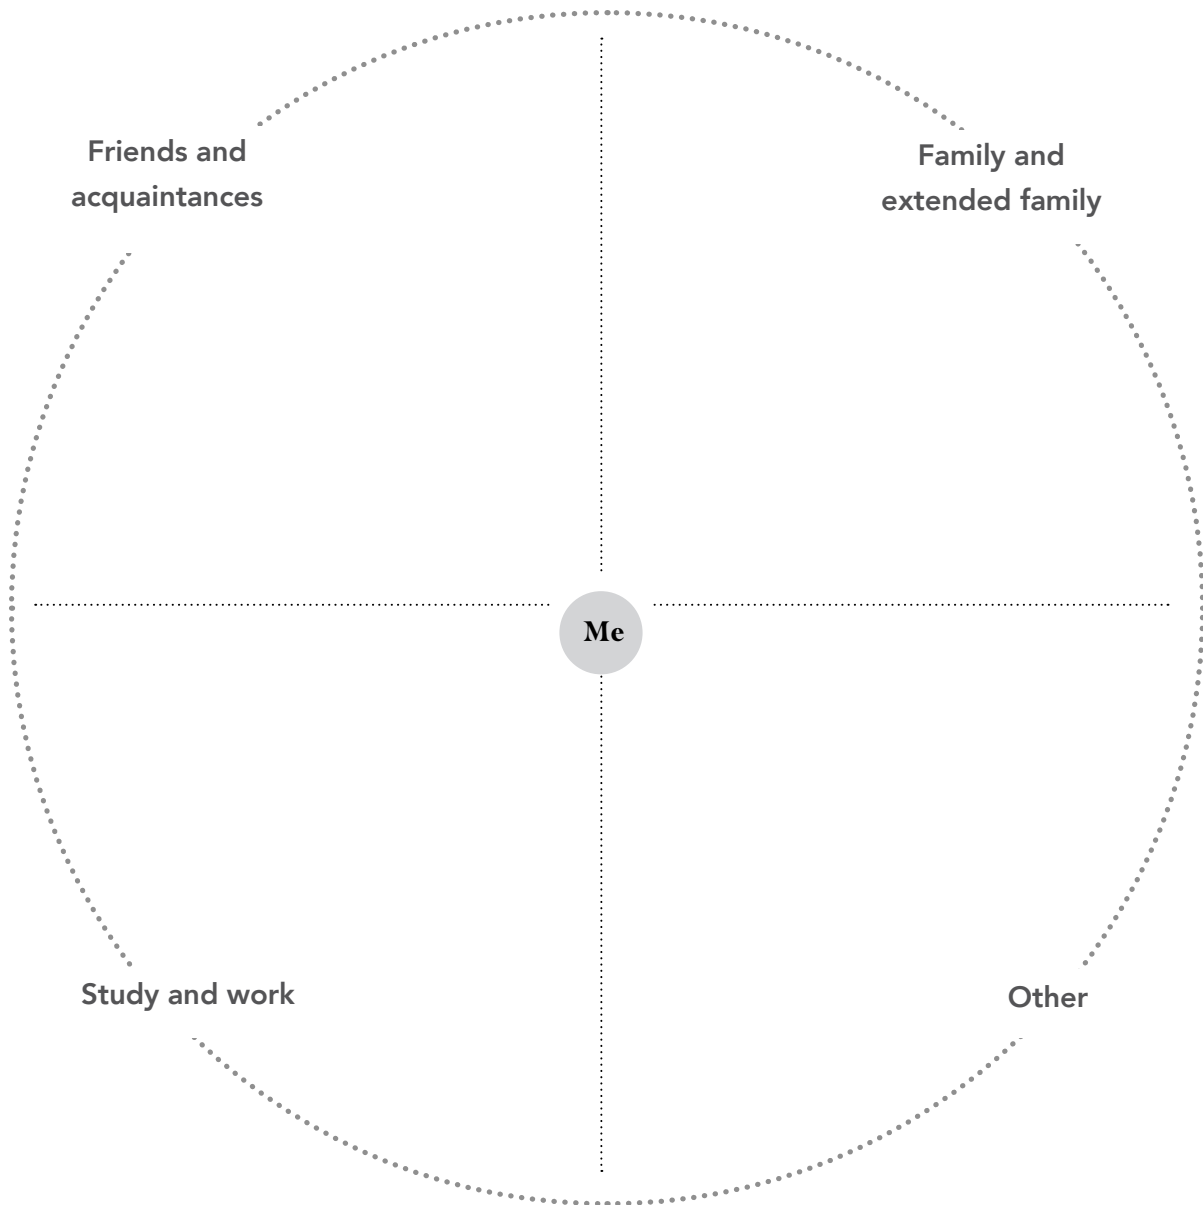 Friends and
acquaintances
Family and
extended family
Me
Study and work
Other